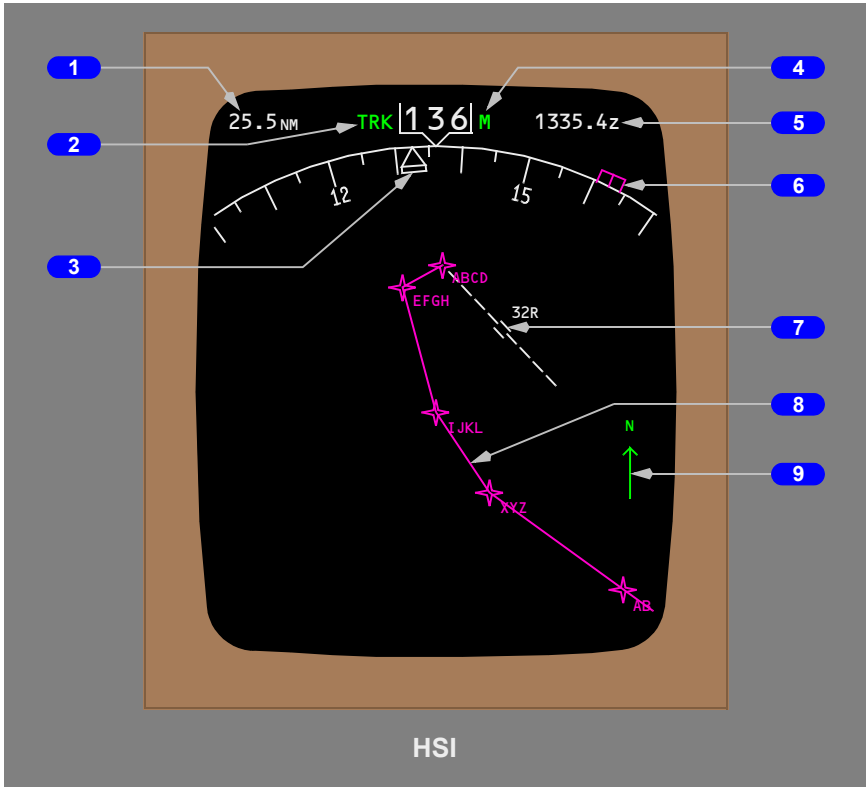 1
4
25.5NM
TRK
136
M
1335.4z
2
5
12
15
6
3
ABCD
EFGH
32R
7
8
IJKL
N
9
XYZ
AB
HSI